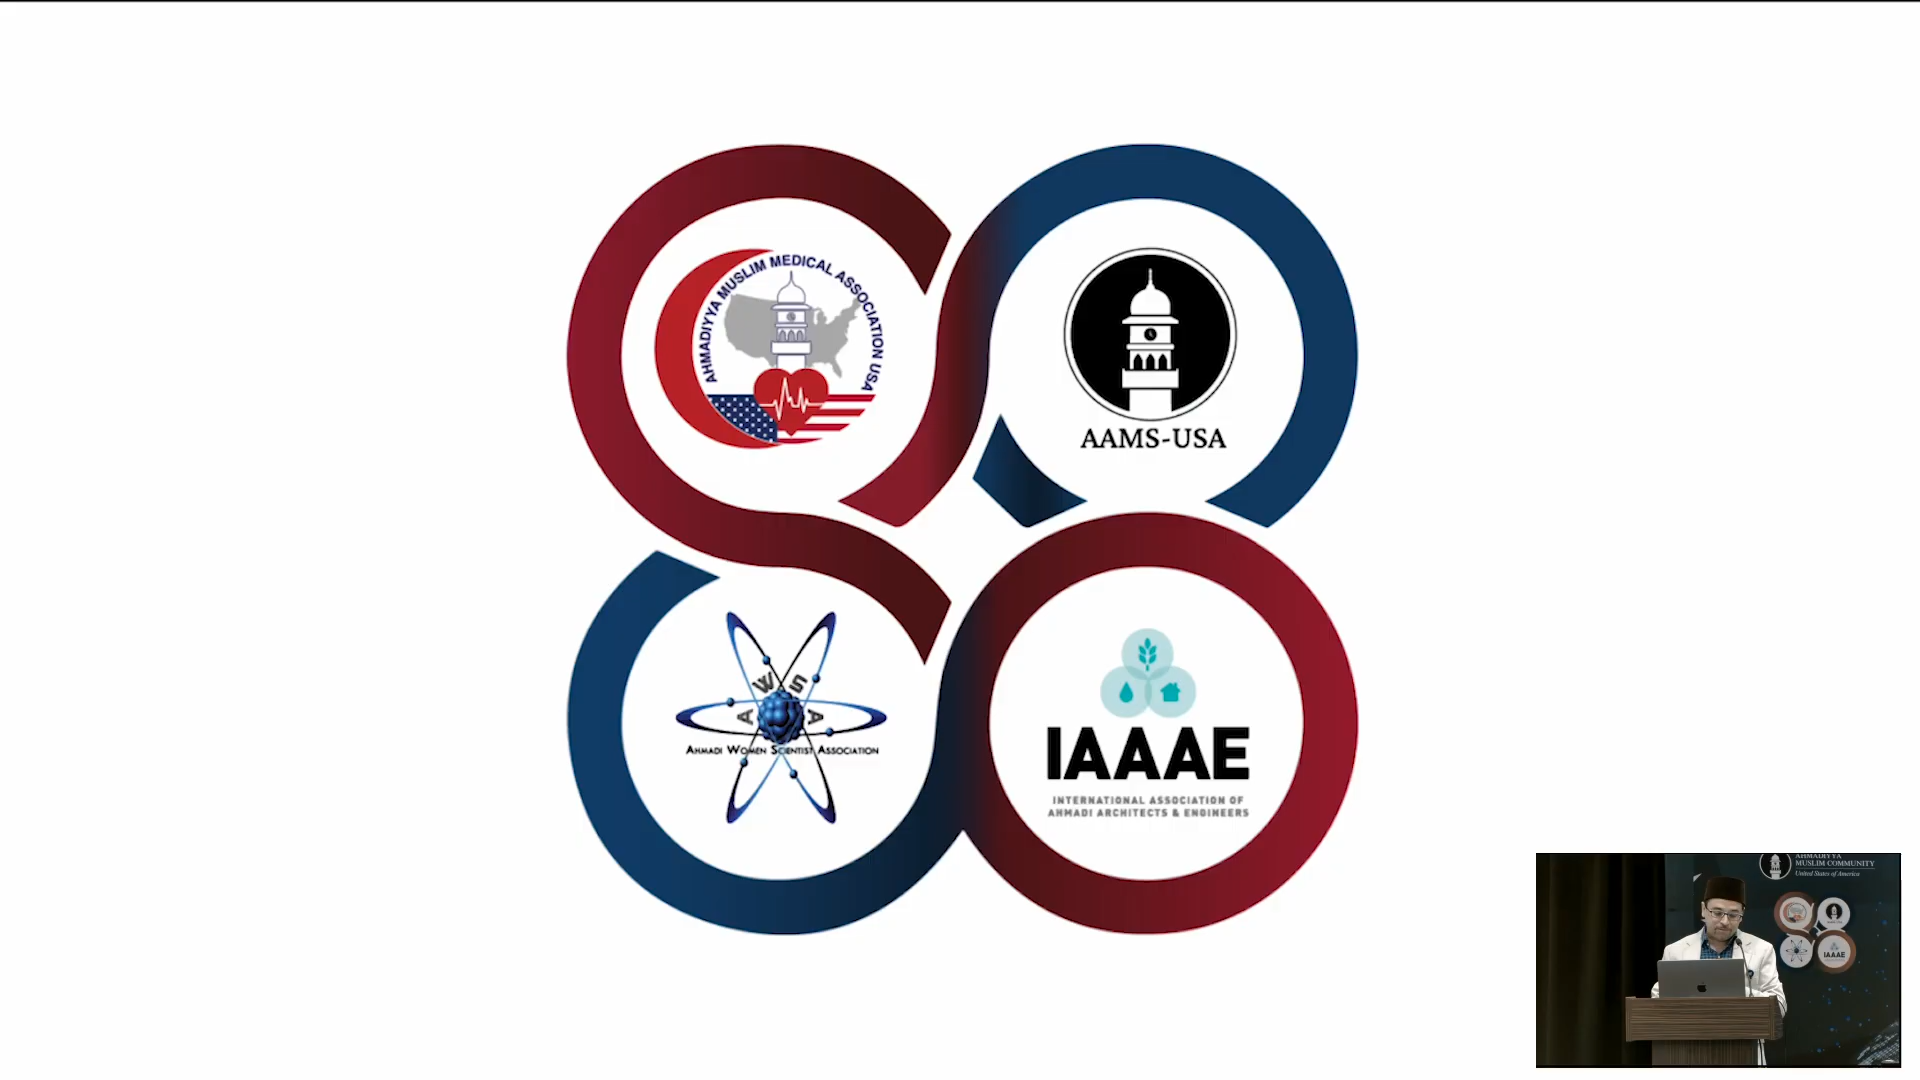 AHMADIYYA MUSLIM MEDICAL ASSOCIATION USA
AAMS-USA
A W S A
AHMADI WOMEN SCIENTIST ASSOCIATION
IAAAE
INTERNATIONAL ASSOCIATION OF
AHMADI ARCHITECTS & ENGINEERS
AHMADIYYA
MUSLIM COMMUNITY
United States of America
IAAAE